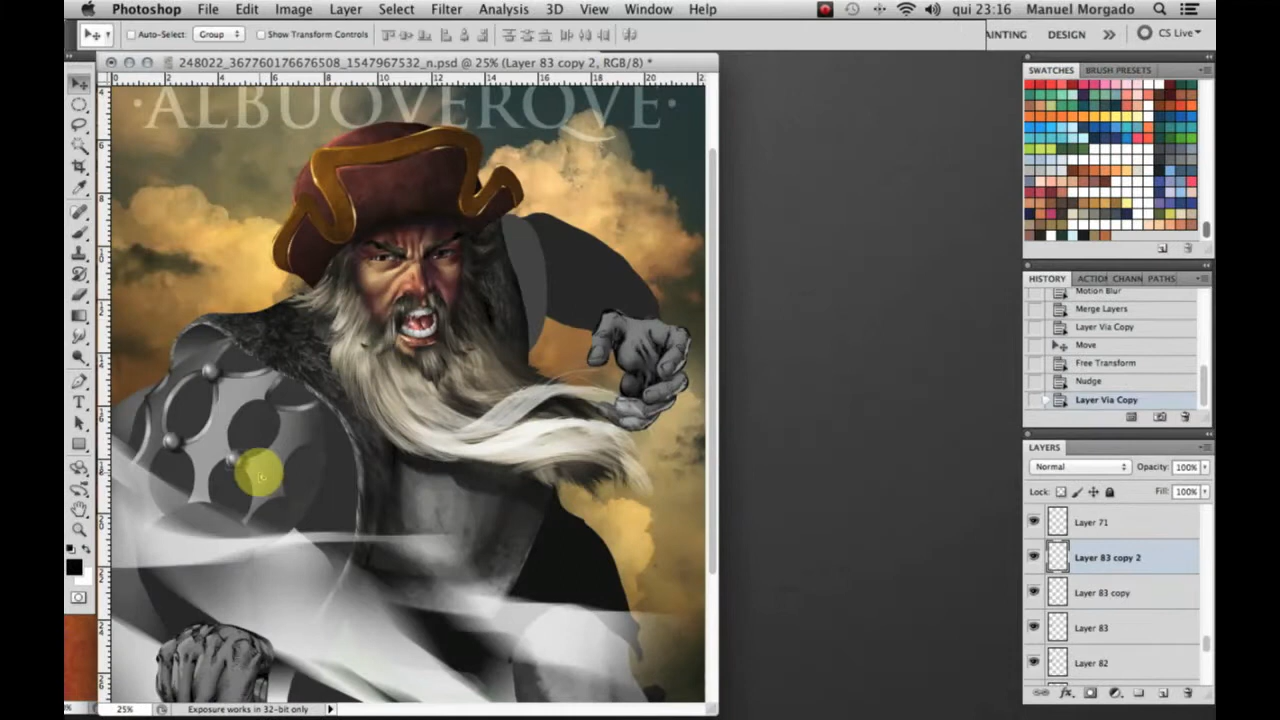 Photoshop File Edit Image Layer Select Filter Analysis 3D View Window Help qui 23:16 Manuel Morgado
Auto-Select: Group Show Transform Controls AINTING DESIGN CS Live
248022_367760176676508_1547967532_n.psd @ 25% (Layer 83 copy 2, RGB/8) *
·ALBUOVEROVE·
SWATCHES BRUSH PRESETS
HISTORY ACTIO CHANN PATHS
Motion Blur
Merge Layers
Layer Via Copy
Move
Free Transform
Nudge
Layer Via Copy
LAYERS
Normal Opacity: 100%
Lock: Fill: 100%
Layer 71
Layer 83 copy 2
Layer 83 copy
Layer 83
Layer 82
25% Exposure works in 32-bit only